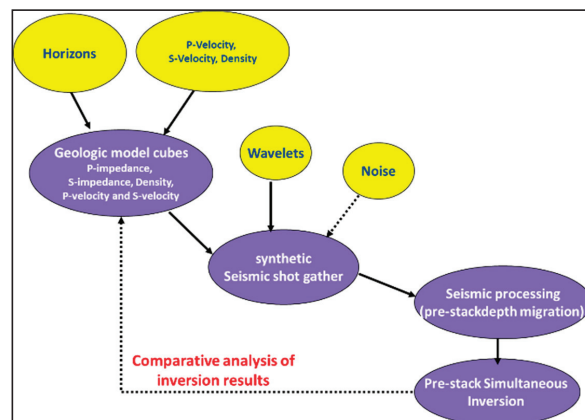 Horizons
P-Velocity,
S-Velocity, Density
Geologic model cubes
P-impedance,
S-impedance, Density,
P-velocity and S-velocity
Wavelets
Noise
synthetic
Seismic shot gather
Seismic processing
(pre-stackdepth migration)
Comparative analysis of
inversion results
Pre-stack Simultaneous
Inversion